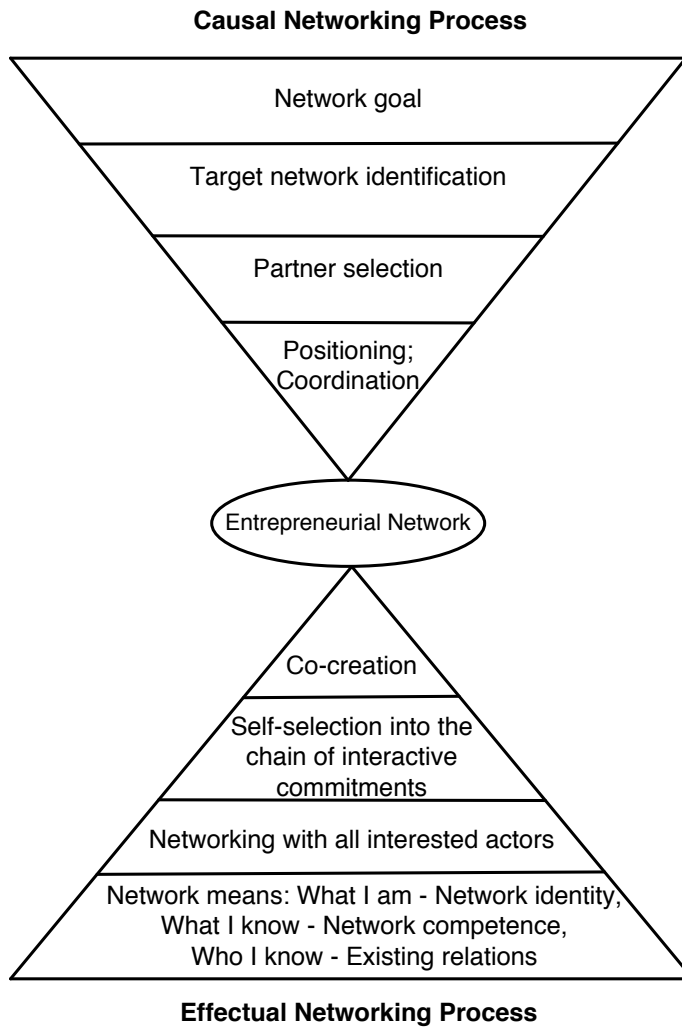 Causal Networking Process
Network goal
Target network identification
Partner selection
Positioning;
Coordination
Entrepreneurial Network
Co-creation
Self-selection into the
chain of interactive
commitments
Networking with all interested actors
Network means: What I am - Network identity,
What I know - Network competence,
Who I know - Existing relations
Effectual Networking Process